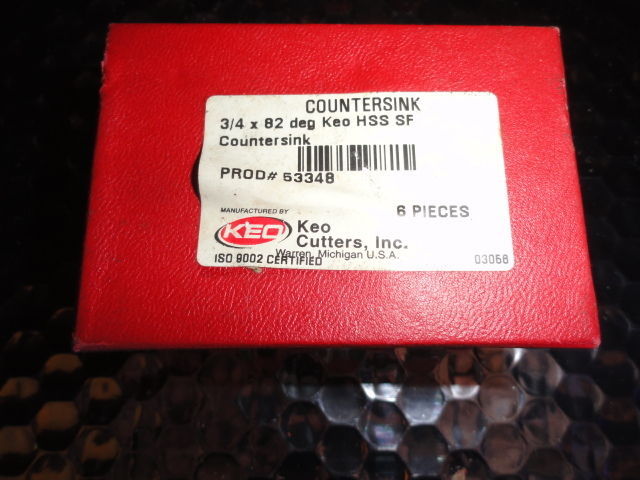 COUNTERSINK
3/4 x 82 deg Keo HSS SF
Countersink
PROD# 53348
6 PIECES
MANUFACTURED BY
KEO
Keo
Cutters, Inc.
Warren, Michigan U.S.A.
ISO 9002 CERTIFIED
03056